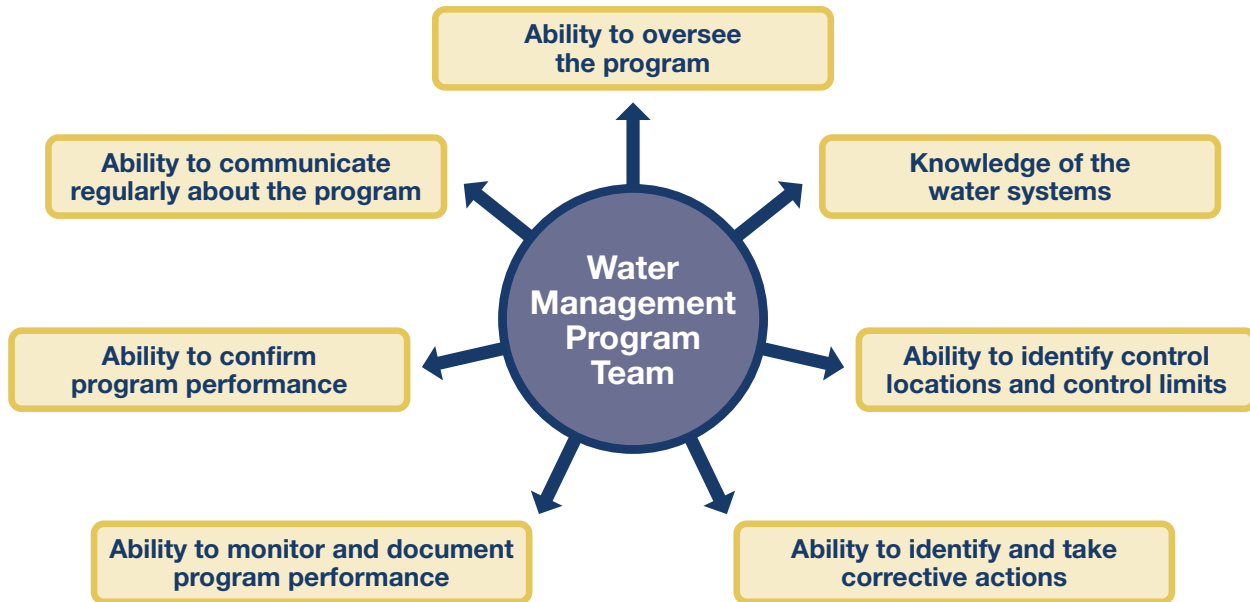 Ability to oversee
the program
Ability to communicate
regularly about the program
Knowledge of the
water systems
Water
Management
Program
Team
Ability to confirm
program performance
Ability to identify control
locations and control limits
Ability to monitor and document
program performance
Ability to identify and take
corrective actions